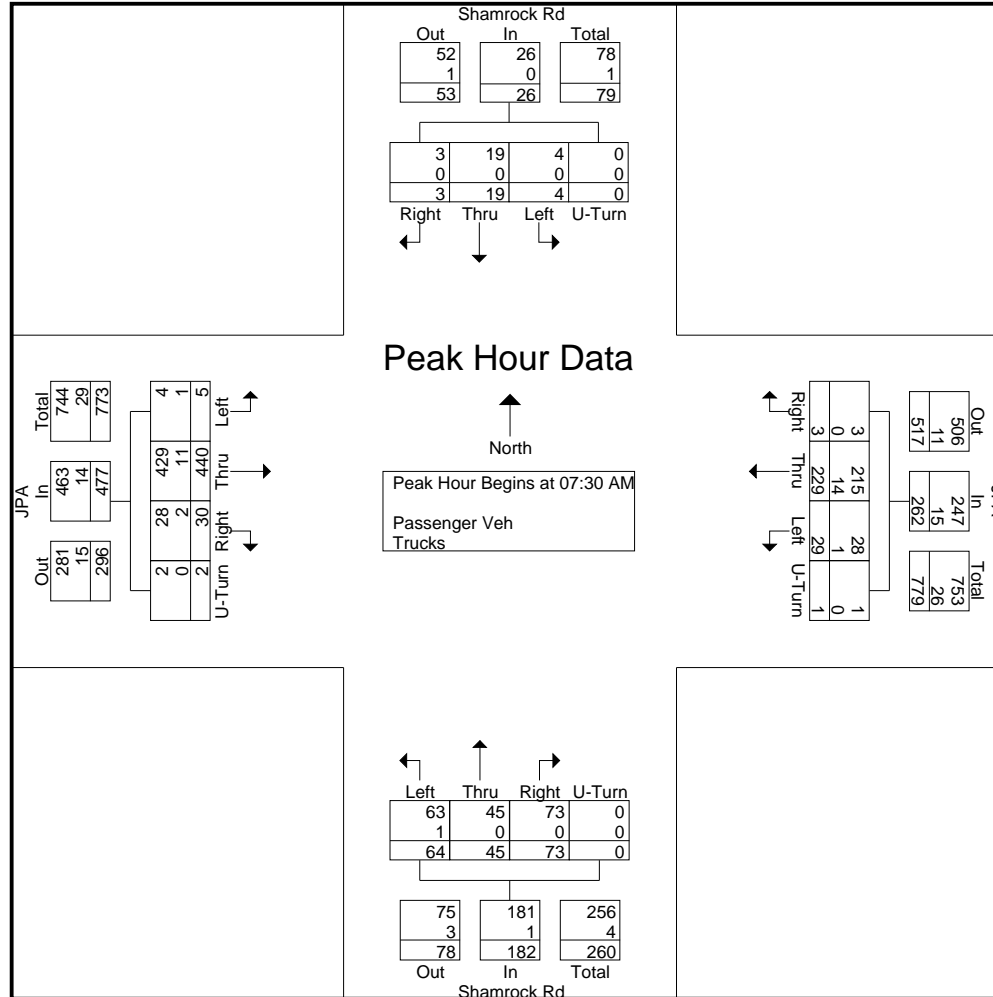 Shamrock Rd
Out In Total
52 26 78
1 0 1
53 26 79
3 19 4 0
0 0 0 0
3 19 4 0
Right Thru Left U-Turn
JPA
Out In Total
281 463 744
15 14 29
296 477 773
2 28 429 4
0 2 11 1
2 30 440 5
U-Turn Right Thru Left
Peak Hour Data
North
Peak Hour Begins at 07:30 AM
Passenger Veh
Trucks
Out In Total
506 247 753
11 15 26
517 262 779
3 215 28 1
0 14 1 0
3 229 29 1
Right Thru Left U-Turn
Left Thru Right U-Turn
63 45 73 0
1 0 0 0
64 45 73 0
75 181 256
3 1 4
78 182 260
Out In Total
Shamrock Rd